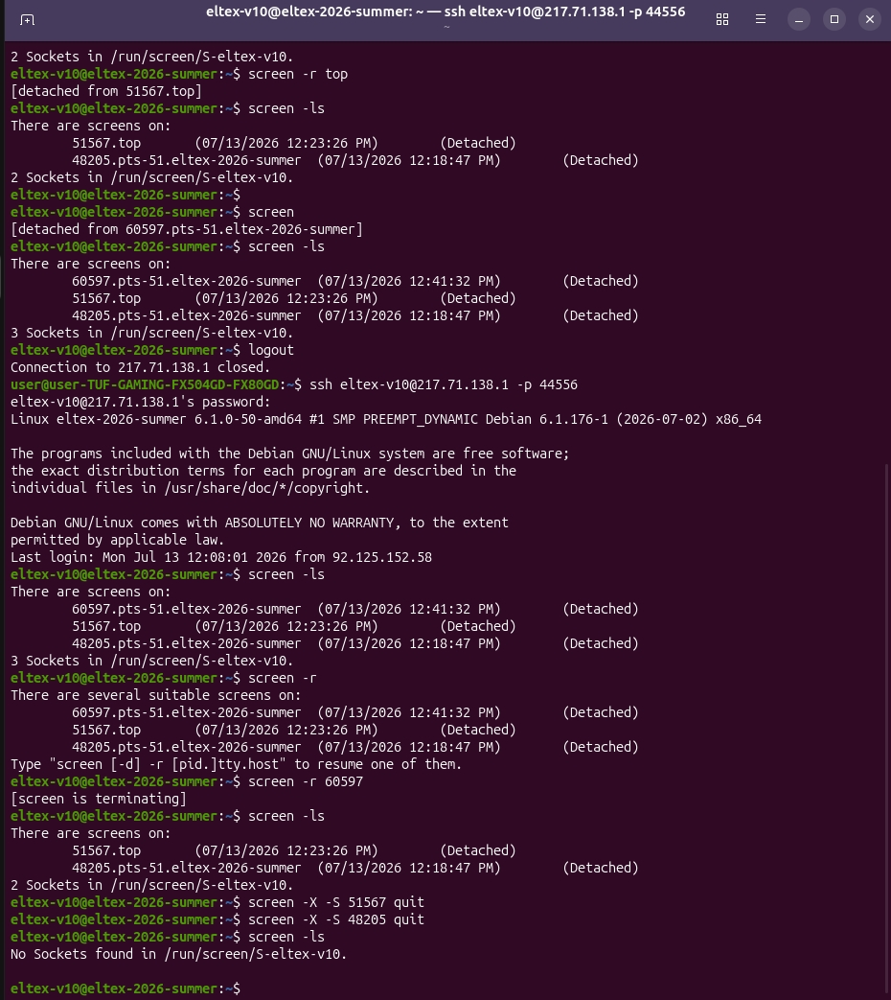 eltex-v10@eltex-2026-summer: ~ — ssh eltex-v10@217.71.138.1 -p 44556
~
2 Sockets in /run/screen/S-eltex-v10.
eltex-v10@eltex-2026-summer:~$ screen -r top
[detached from 51567.top]
eltex-v10@eltex-2026-summer:~$ screen -ls
There are screens on:
        51567.top       (07/13/2026 12:23:26 PM)        (Detached)
        48205.pts-51.eltex-2026-summer  (07/13/2026 12:18:47 PM)        (Detached)
2 Sockets in /run/screen/S-eltex-v10.
eltex-v10@eltex-2026-summer:~$
eltex-v10@eltex-2026-summer:~$ screen
[detached from 60597.pts-51.eltex-2026-summer]
eltex-v10@eltex-2026-summer:~$ screen -ls
There are screens on:
        60597.pts-51.eltex-2026-summer  (07/13/2026 12:41:32 PM)        (Detached)
        51567.top       (07/13/2026 12:23:26 PM)        (Detached)
        48205.pts-51.eltex-2026-summer  (07/13/2026 12:18:47 PM)        (Detached)
3 Sockets in /run/screen/S-eltex-v10.
eltex-v10@eltex-2026-summer:~$ logout
Connection to 217.71.138.1 closed.
user@user-TUF-GAMING-FX504GD-FX80GD:~$ ssh eltex-v10@217.71.138.1 -p 44556
eltex-v10@217.71.138.1's password:
Linux eltex-2026-summer 6.1.0-50-amd64 #1 SMP PREEMPT_DYNAMIC Debian 6.1.176-1 (2026-07-02) x86_64

The programs included with the Debian GNU/Linux system are free software;
the exact distribution terms for each program are described in the
individual files in /usr/share/doc/*/copyright.

Debian GNU/Linux comes with ABSOLUTELY NO WARRANTY, to the extent
permitted by applicable law.
Last login: Mon Jul 13 12:08:01 2026 from 92.125.152.58
eltex-v10@eltex-2026-summer:~$ screen -ls
There are screens on:
        60597.pts-51.eltex-2026-summer  (07/13/2026 12:41:32 PM)        (Detached)
        51567.top       (07/13/2026 12:23:26 PM)        (Detached)
        48205.pts-51.eltex-2026-summer  (07/13/2026 12:18:47 PM)        (Detached)
3 Sockets in /run/screen/S-eltex-v10.
eltex-v10@eltex-2026-summer:~$ screen -r
There are several suitable screens on:
        60597.pts-51.eltex-2026-summer  (07/13/2026 12:41:32 PM)        (Detached)
        51567.top       (07/13/2026 12:23:26 PM)        (Detached)
        48205.pts-51.eltex-2026-summer  (07/13/2026 12:18:47 PM)        (Detached)
Type "screen [-d] -r [pid.]tty.host" to resume one of them.
eltex-v10@eltex-2026-summer:~$ screen -r 60597
[screen is terminating]
eltex-v10@eltex-2026-summer:~$ screen -ls
There are screens on:
        51567.top       (07/13/2026 12:23:26 PM)        (Detached)
        48205.pts-51.eltex-2026-summer  (07/13/2026 12:18:47 PM)        (Detached)
2 Sockets in /run/screen/S-eltex-v10.
eltex-v10@eltex-2026-summer:~$ screen -X -S 51567 quit
eltex-v10@eltex-2026-summer:~$ screen -X -S 48205 quit
eltex-v10@eltex-2026-summer:~$ screen -ls
No Sockets found in /run/screen/S-eltex-v10.

eltex-v10@eltex-2026-summer:~$